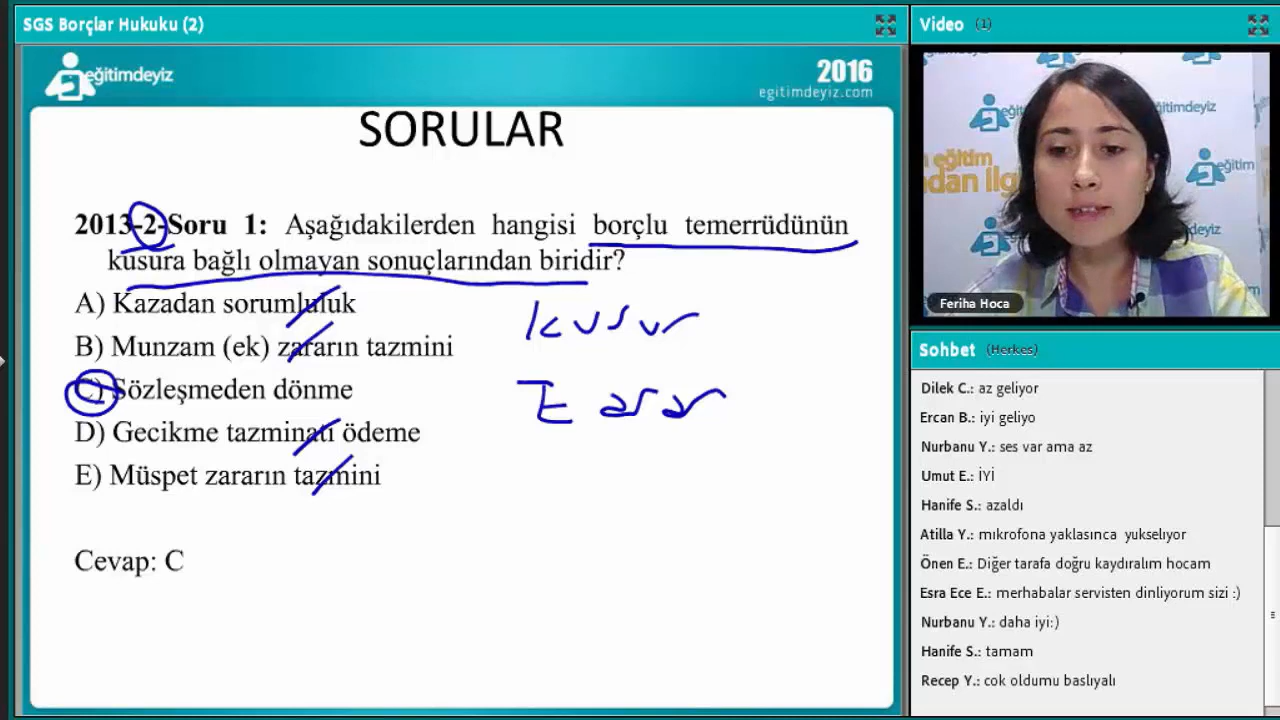 SGS Borçlar Hukuku (2)
eğitimdeyiz
2016
egitimdeyiz.com
SORULAR
2013-2-Soru 1: Aşağıdakilerden hangisi borçlu temerrüdünün
kusura bağlı olmayan sonuçlarından biridir?
A) Kazadan sorumluluk
B) Munzam (ek) zararın tazmini
C) Sözleşmeden dönme
D) Gecikme tazminatı ödeme
E) Müspet zararın tazmini
Cevap: C
kusur
Zarar
Video (1)
eğitimdeyiz
eğitim
Feriha Hoca
Sohbet (Herkes)
Dilek C.: az geliyor
Ercan B.: iyi geliyo
Nurbanu Y.: ses var ama az
Umut E.: İYİ
Hanife S.: azaldı
Atilla Y.: mıkrofona yaklasınca yukselıyor
Önen E.: Diğer tarafa doğru kaydıralım hocam
Esra Ece E.: merhabalar servisten dinliyorum sizi :)
Nurbanu Y.: daha iyi:)
Hanife S.: tamam
Recep Y.: cok oldumu baslıyalı